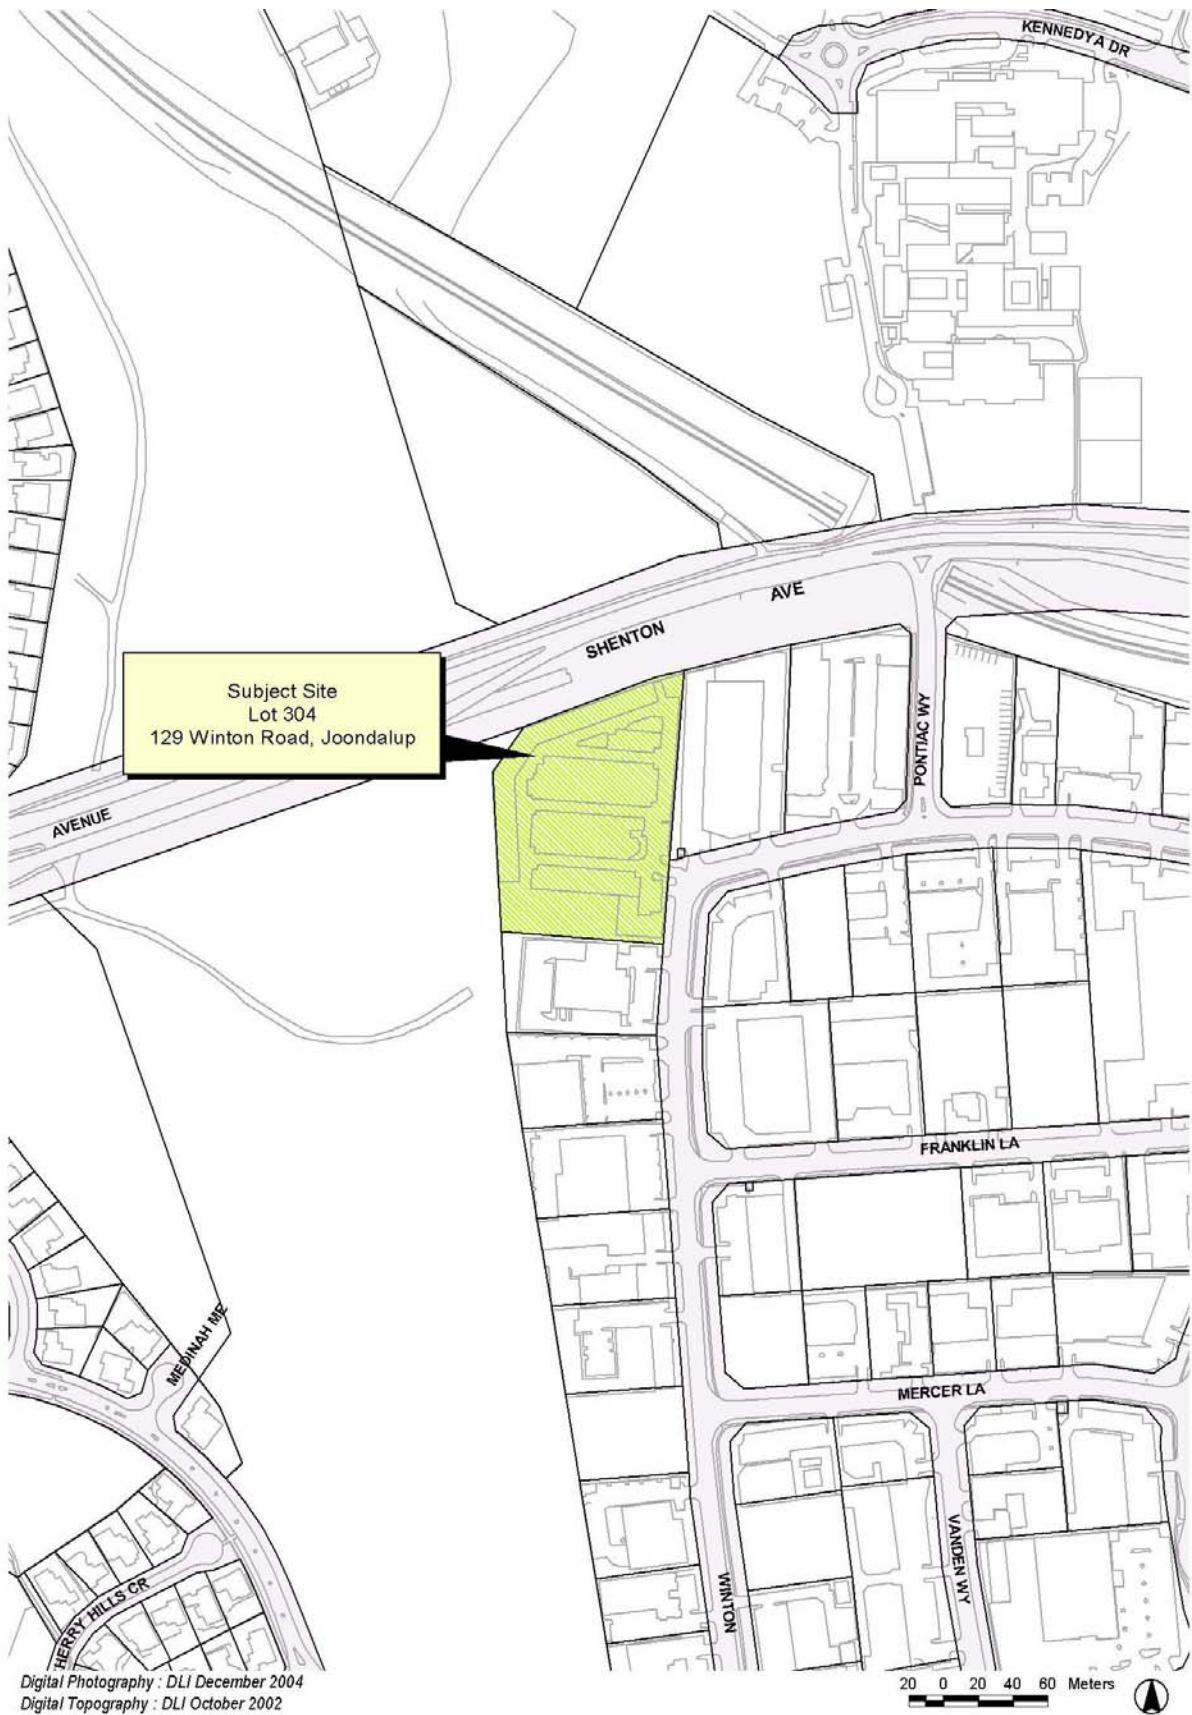 KENNEDYA DR
SHENTON
AVE
Subject Site
Lot 304
129 Winton Road, Joondalup
PONTIAC WY
AVENUE
FRANKLIN LA
MEDINAH ME
MERCER LA
VANDEN WY
WINTON
HERRY HILLS CR
Digital Photography : DLI December 2004
Digital Topography : DLI October 2002
20 0 20 40 60 Meters